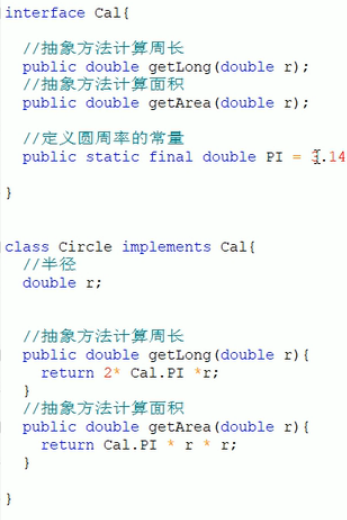 interface Cal{
//抽象方法计算周长
public double getLong(double r);
//抽象方法计算面积
public double getArea(double r);
//定义圆周率的常量
public static final double PI = 3.14
}
class Circle implements Cal{
//半径
double r;
//抽象方法计算周长
public double getLong(double r){
return 2* Cal.PI *r;
}
//抽象方法计算面积
public double getArea(double r){
return Cal.PI * r * r;
}
}